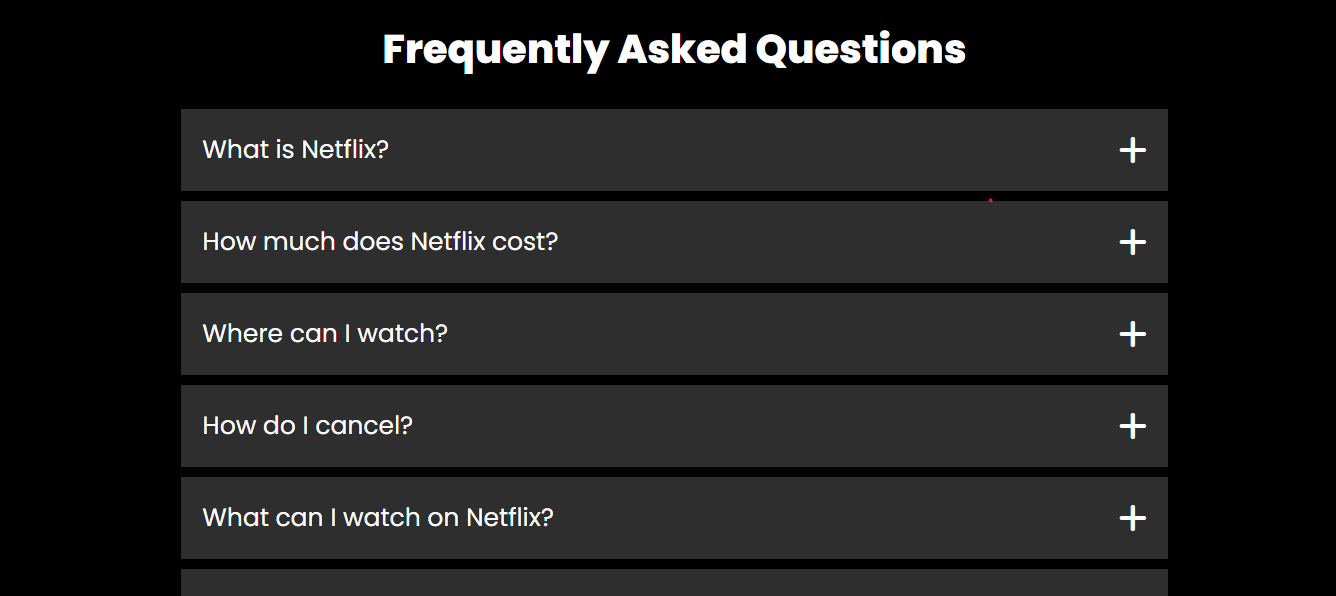 Frequently Asked Questions
What is Netflix?
How much does Netflix cost?
Where can I watch?
How do I cancel?
What can I watch on Netflix?